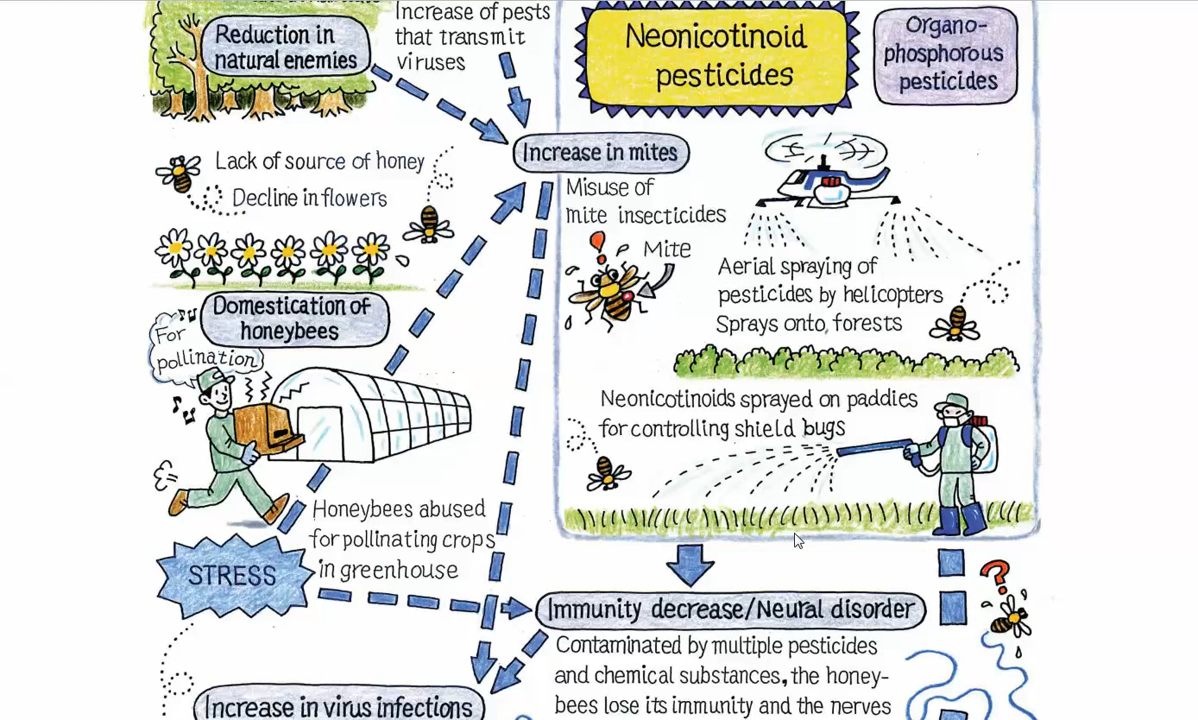 Reduction in
natural enemies
Increase of pests
that transmit
viruses
Neonicotinoid
pesticides
Organo-
phosphorous
pesticides
Increase in mites
Lack of source of honey
Decline in flowers
Misuse of
mite insecticides
Mite
Aerial spraying of
pesticides by helicopters
Sprays onto, forests
Domestication of
honeybees
For
pollination
Neonicotinoids sprayed on paddies
for controlling shield bugs
Honeybees abused
for pollinating crops
in greenhouse
STRESS
Immunity decrease/Neural disorder
Contaminated by multiple pesticides
and chemical substances, the honey-
bees lose its immunity and the nerves
Increase in virus infections